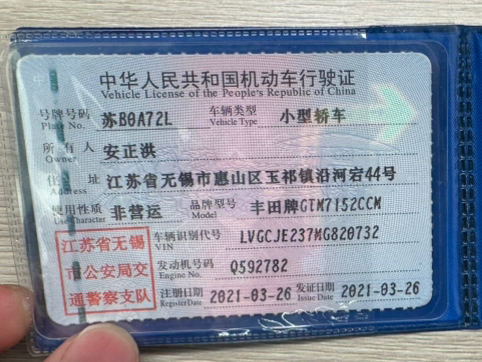 中华人民共和国机动车行驶证
Vehicle License of the People's Republic of China
号牌号码 苏B0A72L 车辆类型 小型轿车
Plate No. Vehicle Type
所有人 安正洪
Owner
住址 江苏省无锡市惠山区玉祁镇沿河岩44号
Address
使用性质 非营运 品牌型号 丰田牌GTM7152CCM
Use Character Model
江苏省无锡
市公安局交
通警察支队
车辆识别代号 LVGCJE237MG820732
VIN
发动机号码 Q592782
Engine No.
注册日期 2021-03-26 发证日期 2021-03-26
Register Date Issue Date